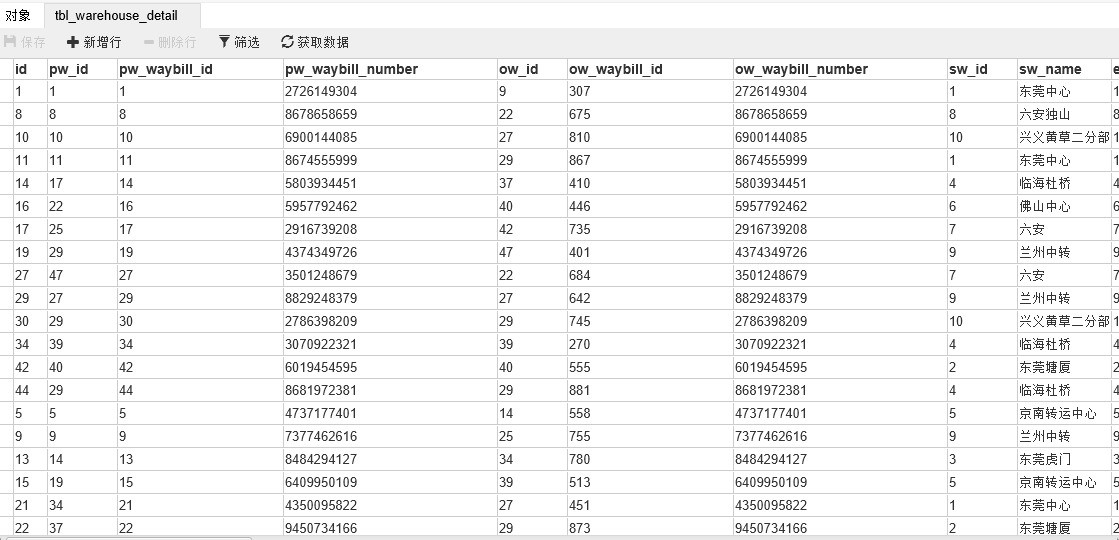 对象 tbl_warehouse_detail
保存 新增行 删除行 筛选 获取数据
id pw_id pw_waybill_id pw_waybill_number ow_id ow_waybill_id ow_waybill_number sw_id sw_name e
1 1 1 2726149304 9 307 2726149304 1 东莞中心 1
8 8 8 8678658659 22 675 8678658659 8 六安独山 8
10 10 10 6900144085 27 810 6900144085 10 兴义黄草二分部 1
11 11 11 8674555999 29 867 8674555999 1 东莞中心 1
14 17 14 5803934451 37 410 5803934451 4 临海杜桥 4
16 22 16 5957792462 40 446 5957792462 6 佛山中心 6
17 25 17 2916739208 42 735 2916739208 7 六安 7
19 29 19 4374349726 47 401 4374349726 9 兰州中转 9
27 47 27 3501248679 22 684 3501248679 7 六安 7
29 27 29 8829248379 27 642 8829248379 9 兰州中转 9
30 29 30 2786398209 29 745 2786398209 10 兴义黄草二分部 1
34 39 34 3070922321 39 270 3070922321 4 临海杜桥 4
42 40 42 6019454595 40 555 6019454595 2 东莞塘厦 2
44 29 44 8681972381 29 881 8681972381 4 临海杜桥 4
5 5 5 4737177401 14 558 4737177401 5 京南转运中心 5
9 9 9 7377462616 25 755 7377462616 9 兰州中转 9
13 14 13 8484294127 34 780 8484294127 3 东莞虎门 3
15 19 15 6409950109 39 513 6409950109 5 京南转运中心 5
21 34 21 4350095822 27 451 4350095822 1 东莞中心 1
22 37 22 9450734166 29 873 9450734166 2 东莞塘厦 2